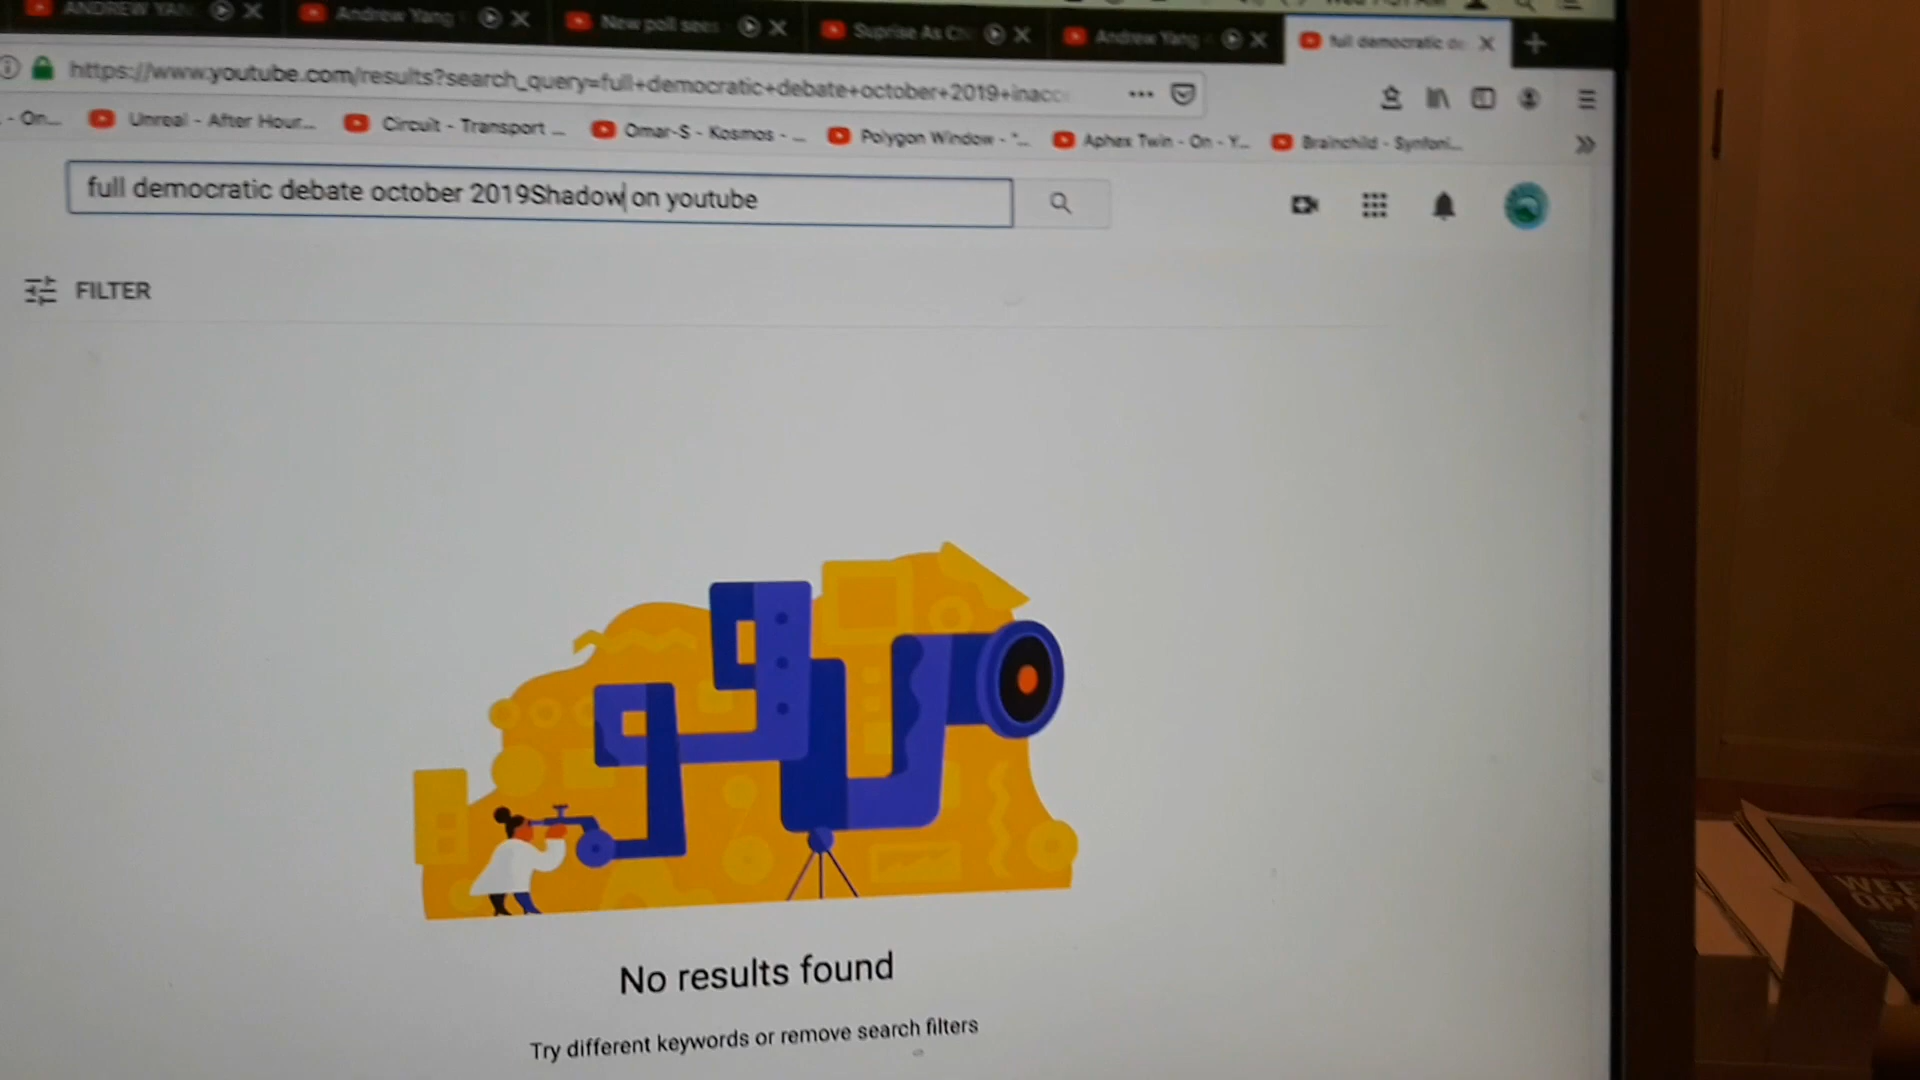 ANDREW YAN
Andrew Yang
New poll sees
Suprise As Ch
Andrew Yang
full democratic de
https://www.youtube.com/results?search_query=full+democratic+debate+october+2019+inacc
- On...
Unreal - After Hour...
Circuit - Transport ...
Omar-S - Kosmos - ...
Polygon Window - "...
Aphex Twin - On - Y...
Brainchild - Synfoni...
full democratic debate october 2019Shadow on youtube
FILTER
No results found
Try different keywords or remove search filters